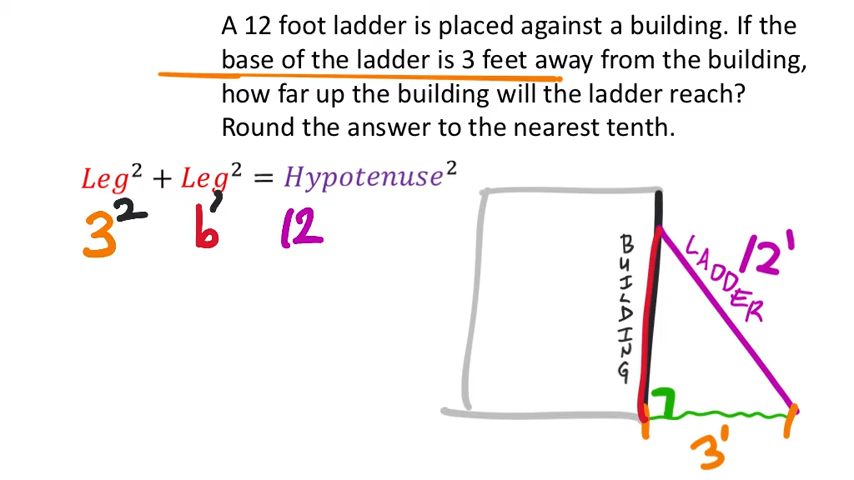 A 12 foot ladder is placed against a building. If the
base of the ladder is 3 feet away from the building,
how far up the building will the ladder reach?
Round the answer to the nearest tenth.
Leg² + Leg² = Hypotenuse²
3² b 12
BUILDING
LADDER
12'
3'